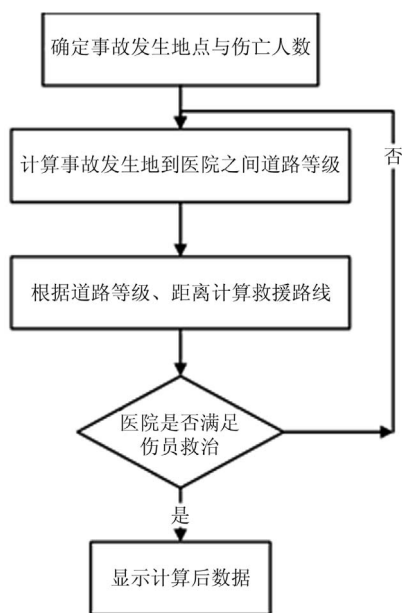 确定事故发生地点与伤亡人数
计算事故发生地到医院之间道路等级
否
根据道路等级、距离计算救援路线
医院是否满足
伤员救治
是
显示计算后数据